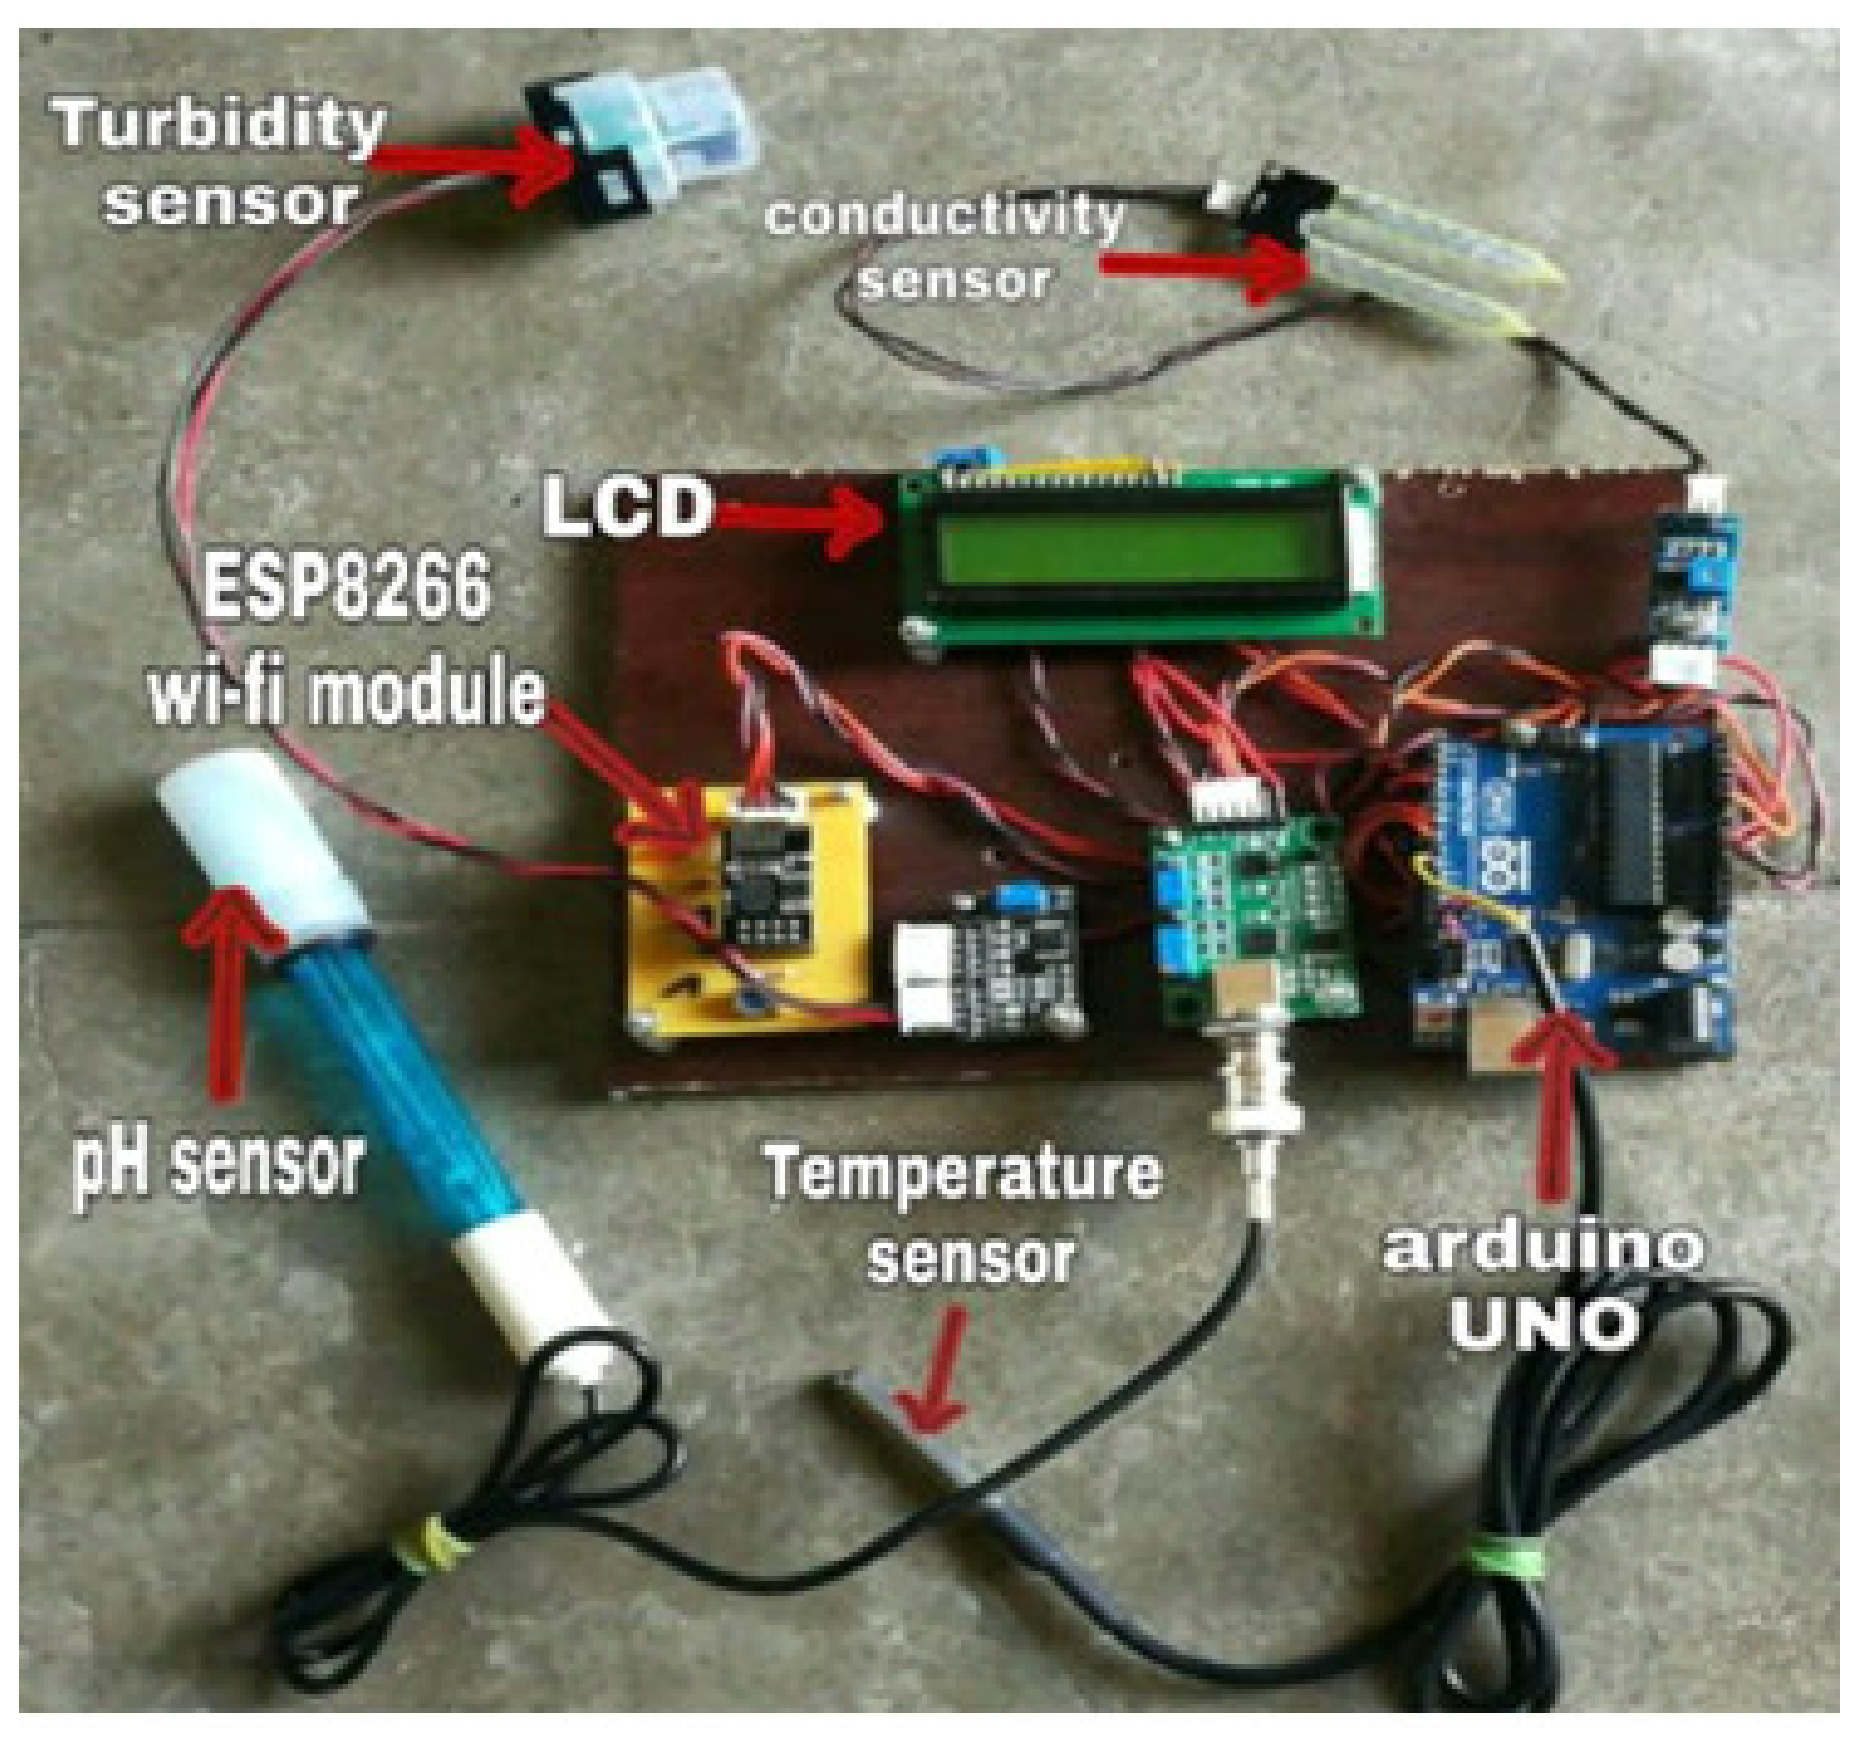 Turbidity
sensor
conductivity
sensor
LCD
ESP8266
wi-fi module
pH sensor
Temperature
sensor
arduino
UNO